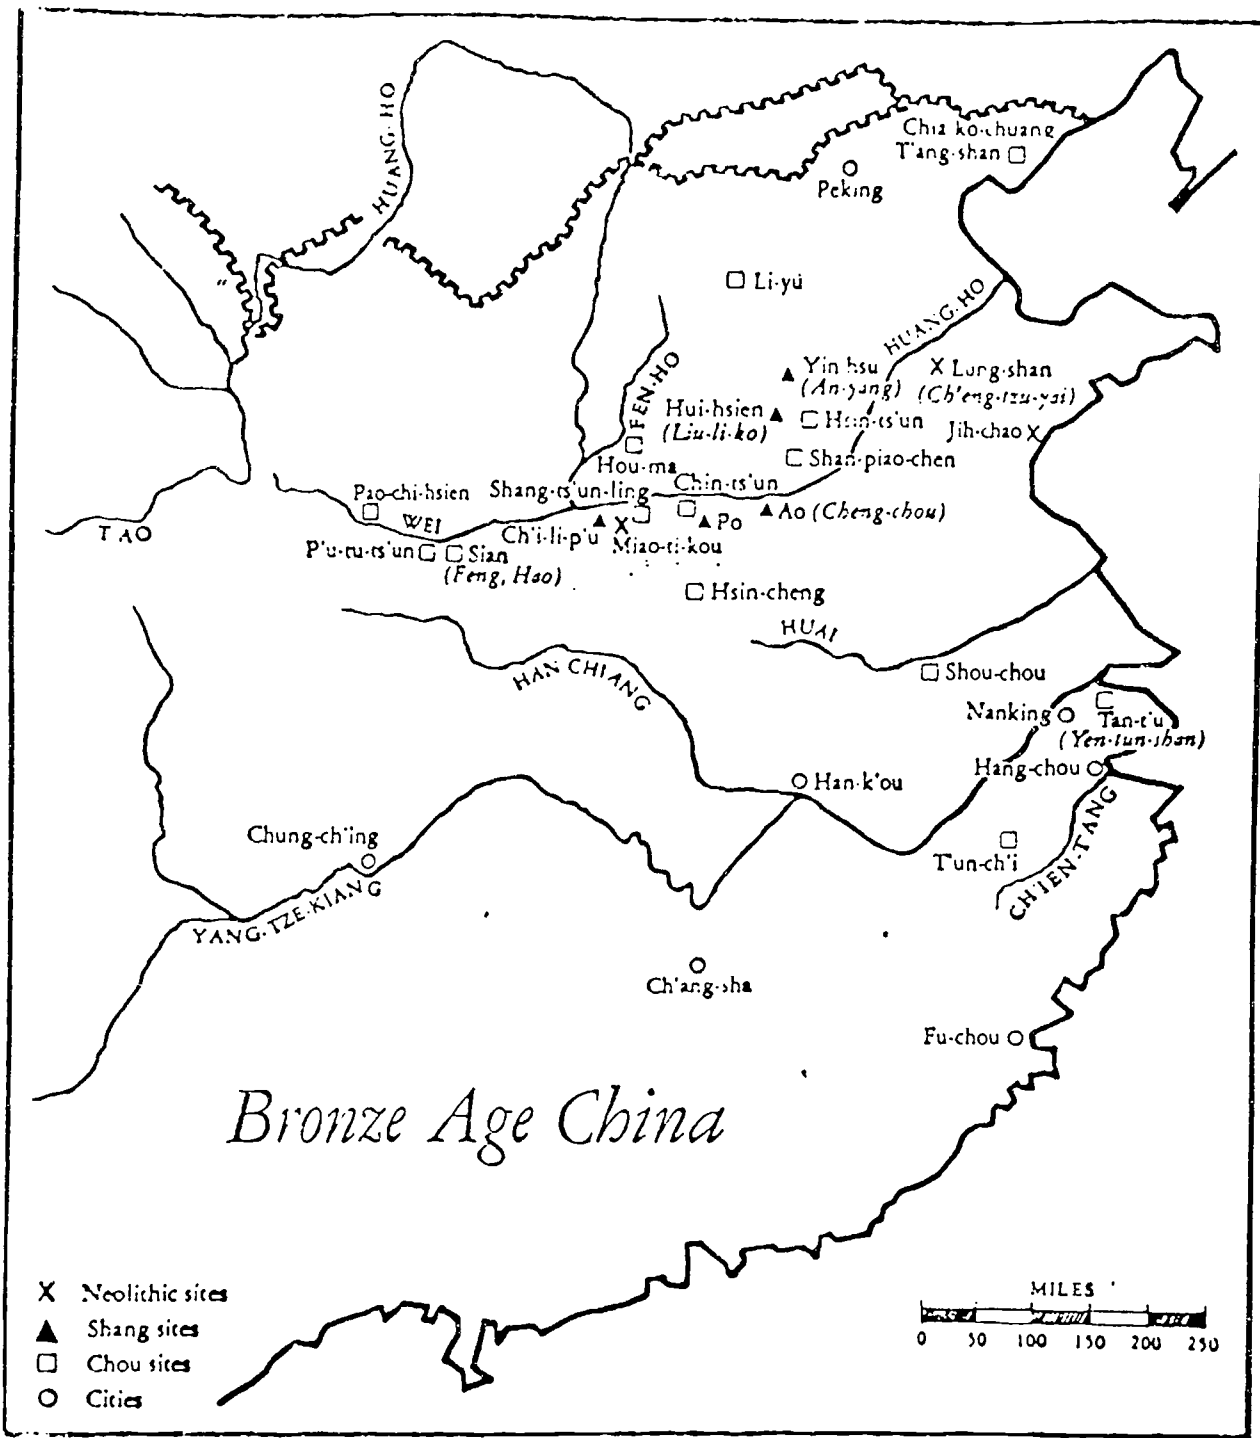 HUANG·HO
Chia ko-chuang
T'ang-shan
Peking
Li-yü
HUANG·HO
FEN·HO
Yin hsu
(An-yang)
Lung-shan
(Ch'eng-tzu-yai)
Hui-hsien
(Liu-li-ko)
Hsin-ts'un
Jih-chao
Hou-ma
Shan-piao-chen
Pao-chi-hsien
Shang-ts'un-ling
Chin-ts'un
TAO
WEI
Ch'i-li-p'u
Po
Ao (Cheng-chou)
Miao-ti-kou
P'u-tu-ts'un
Sian
(Feng, Hao)
Hsin-cheng
HUAI
HAN CHIANG
Shou-chou
Nanking
Tan-t'u
(Yen-tun-shan)
Hang-chou
Han-k'ou
Chung-ch'ing
T'un-ch'i
CH'IEN·T'ANG
YANG·TZE·KIANG
Ch'ang-sha
Fu-chou
Bronze Age China
X Neolithic sites
▲ Shang sites
□ Chou sites
○ Cities
MILES
0 50 100 150 200 250